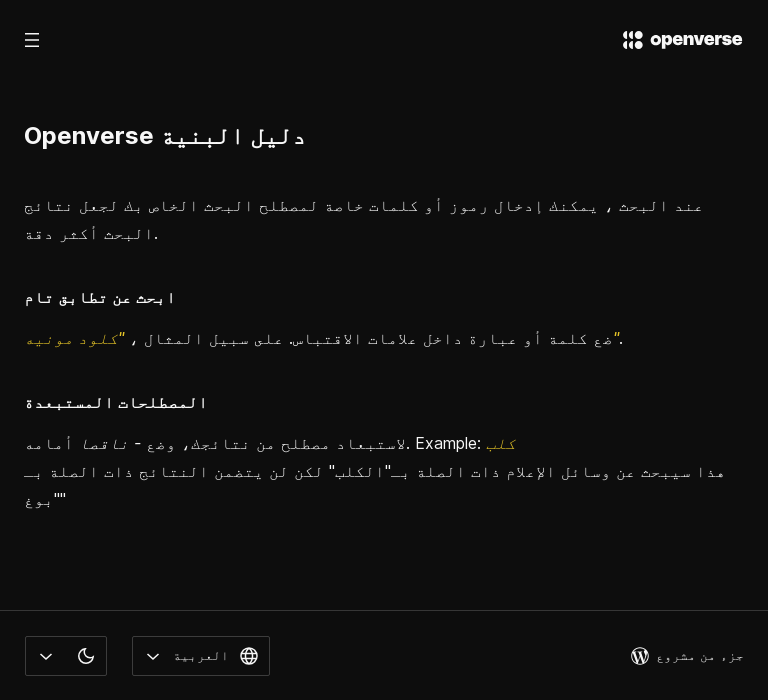 openverse
دليل البنية Openverse
عند البحث ، يمكنك إدخال رموز أو كلمات خاصة لمصطلح البحث الخاص بك لجعل نتائج
البحث أكثر دقة.
ابحث عن تطابق تام
ضع كلمة أو عبارة داخل علامات الاقتباس. على سبيل المثال ، "كلود مونيه".
المصطلحات المستبعدة
لاستبعاد مصطلح من نتائجك، وضع - ناقصا أمامه. Example: كلب
هذا سيبحث عن وسائل الإعلام ذات الصلة بـ"الكلب" لكن لن يتضمن النتائج ذات الصلة بـ
"بوغ""
العربية
جزء من مشروع